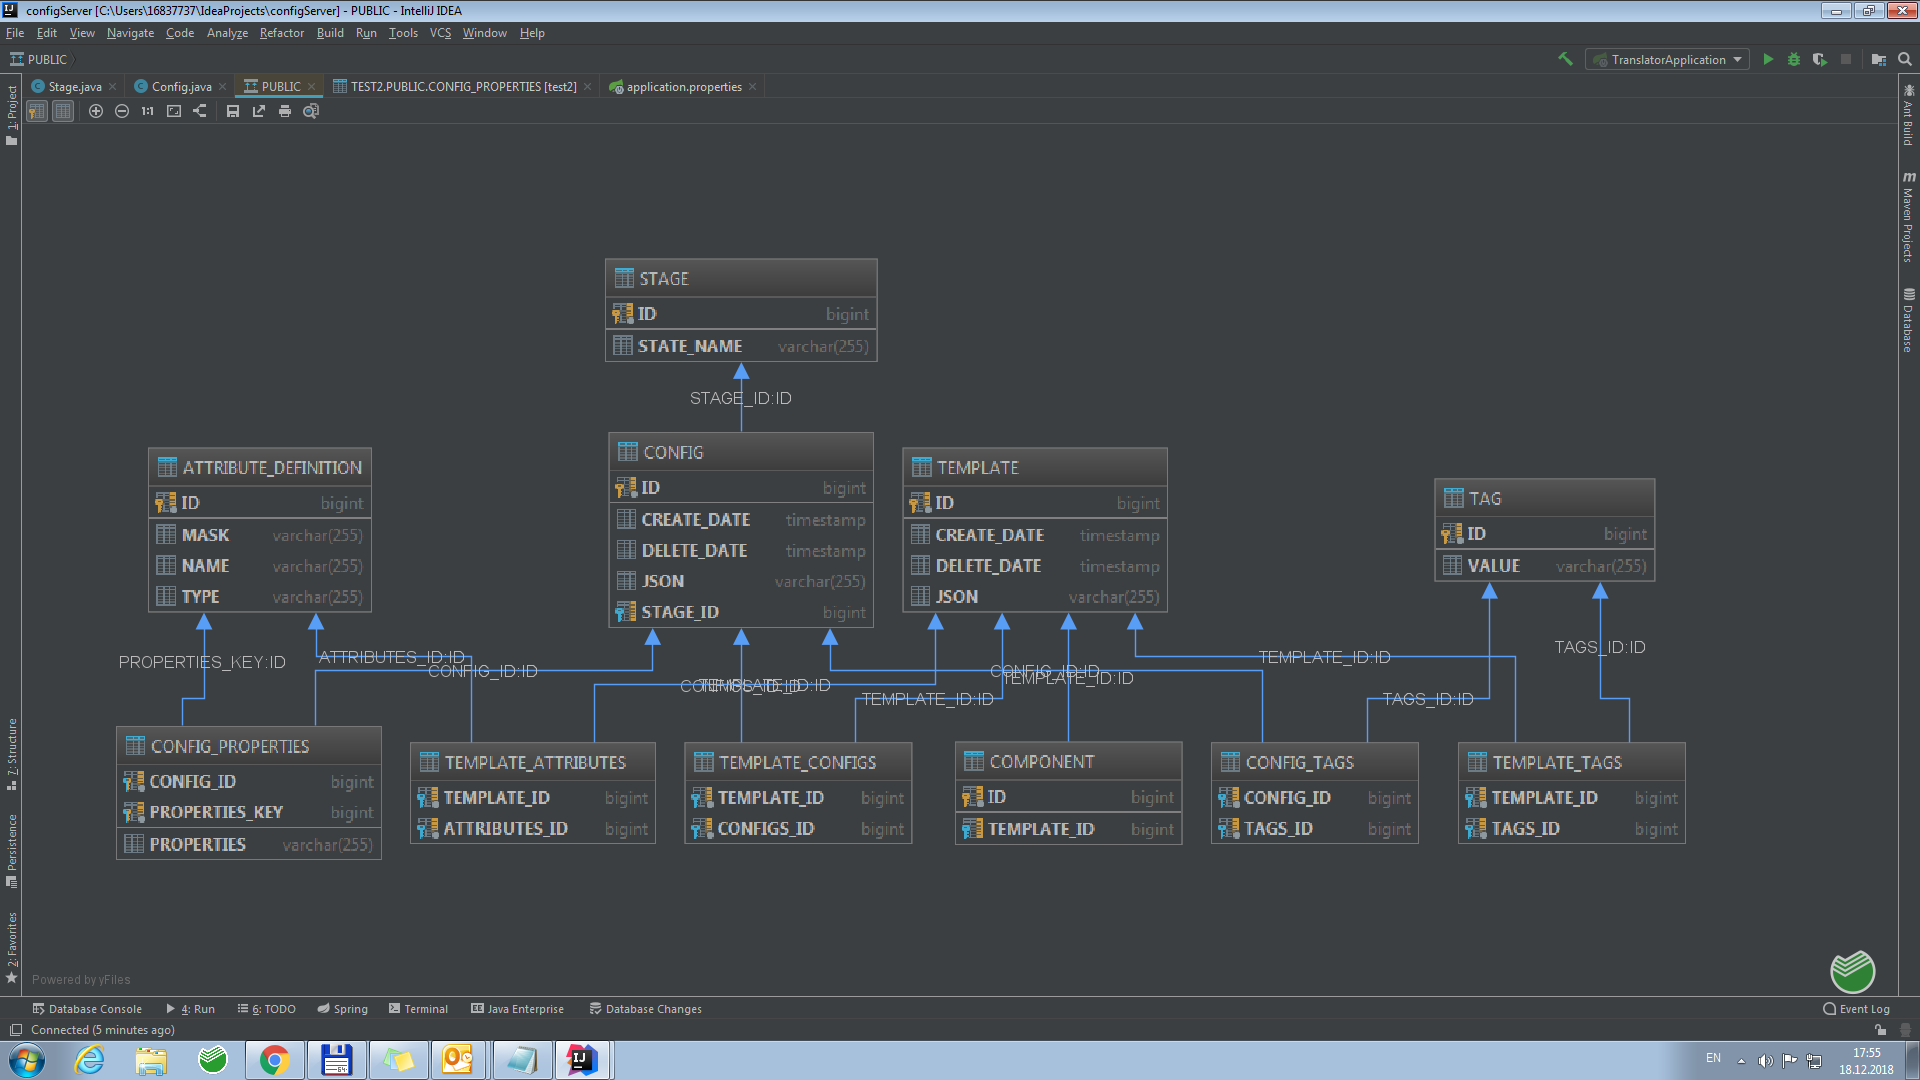 configServer [C:\Users\16837737\IdeaProjects\configServer] - PUBLIC - IntelliJ IDEA
File Edit View Navigate Code Analyze Refactor Build Run Tools VCS Window Help
PUBLIC
TranslatorApplication
Stage.java
Config.java
PUBLIC
TEST2.PUBLIC.CONFIG_PROPERTIES [test2]
application.properties
1:1
1: Project
7: Structure
Persistence
2: Favorites
Ant Build
Maven Projects
Database
STAGE
ID bigint
STATE_NAME varchar(255)
STAGE_ID:ID
ATTRIBUTE_DEFINITION
ID bigint
MASK varchar(255)
NAME varchar(255)
TYPE varchar(255)
CONFIG
ID bigint
CREATE_DATE timestamp
DELETE_DATE timestamp
JSON varchar(255)
STAGE_ID bigint
TEMPLATE
ID bigint
CREATE_DATE timestamp
DELETE_DATE timestamp
JSON varchar(255)
TAG
ID bigint
VALUE varchar(255)
PROPERTIES_KEY:ID
ATTRIBUTES_ID:ID
CONFIG_ID:ID
CONFIGS_ID:ID
TEMPLATE_ID:ID
TEMPLATE_ID:ID
CONFIG_ID:ID
TEMPLATE_ID:ID
TEMPLATE_ID:ID
TAGS_ID:ID
TAGS_ID:ID
CONFIG_PROPERTIES
CONFIG_ID bigint
PROPERTIES_KEY bigint
PROPERTIES varchar(255)
TEMPLATE_ATTRIBUTES
TEMPLATE_ID bigint
ATTRIBUTES_ID bigint
TEMPLATE_CONFIGS
TEMPLATE_ID bigint
CONFIGS_ID bigint
COMPONENT
ID bigint
TEMPLATE_ID bigint
CONFIG_TAGS
CONFIG_ID bigint
TAGS_ID bigint
TEMPLATE_TAGS
TEMPLATE_ID bigint
TAGS_ID bigint
Powered by yFiles
Database Console
4: Run
6: TODO
Spring
Terminal
Java Enterprise
Database Changes
Event Log
Connected (5 minutes ago)
EN
17:55
18.12.2018